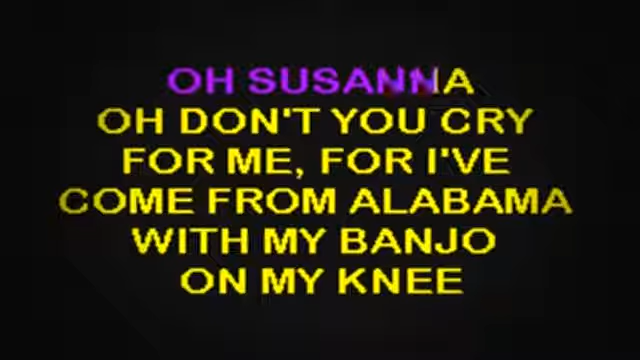 OH SUSANNA
OH DON'T YOU CRY
FOR ME, FOR I'VE
COME FROM ALABAMA
WITH MY BANJO
ON MY KNEE